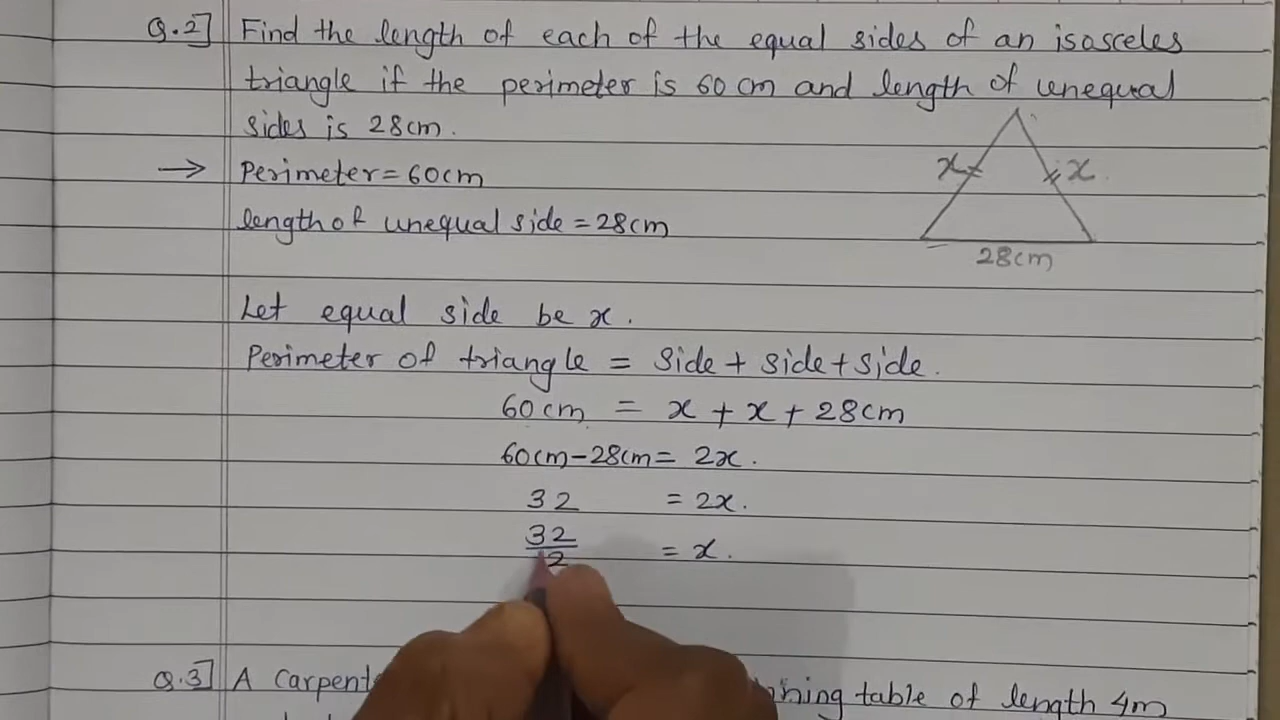 Q.2] Find the length of each of the equal sides of an isosceles
triangle if the perimeter is 60 cm and length of unequal
sides is 28cm.
→ Perimeter = 60cm
length of unequal side = 28cm
x x
28cm
Let equal side be x.
Perimeter of triangle = side + side + side.
60 cm = x + x + 28cm
60cm - 28cm = 2x.
32 = 2x.
32/2 = x.
Q.3] A table of length 4m